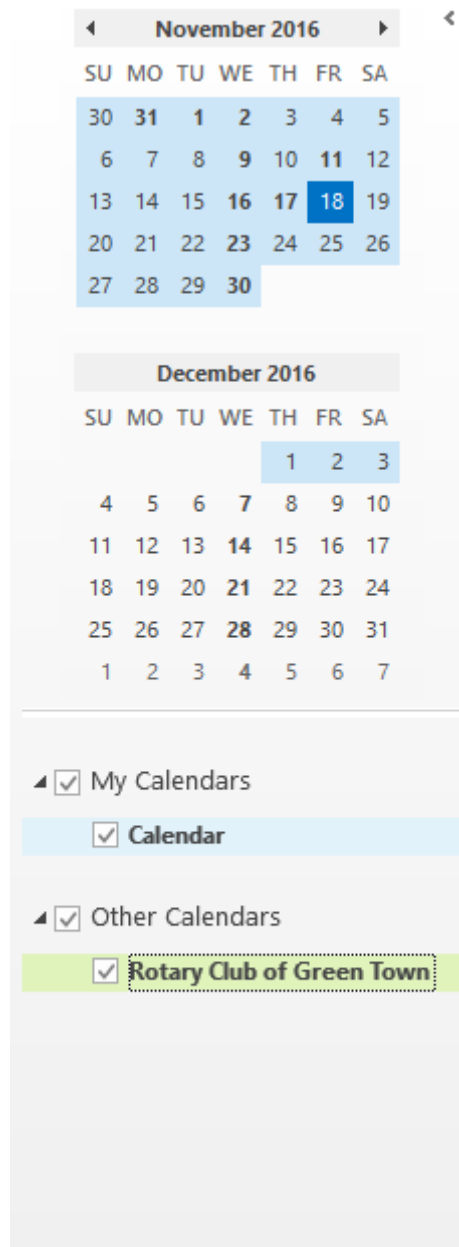 November 2016
SU MO TU WE TH FR SA
30 31 1 2 3 4 5
6 7 8 9 10 11 12
13 14 15 16 17 18 19
20 21 22 23 24 25 26
27 28 29 30
December 2016
SU MO TU WE TH FR SA
1 2 3
4 5 6 7 8 9 10
11 12 13 14 15 16 17
18 19 20 21 22 23 24
25 26 27 28 29 30 31
1 2 3 4 5 6 7
My Calendars
Calendar
Other Calendars
Rotary Club of Green Town